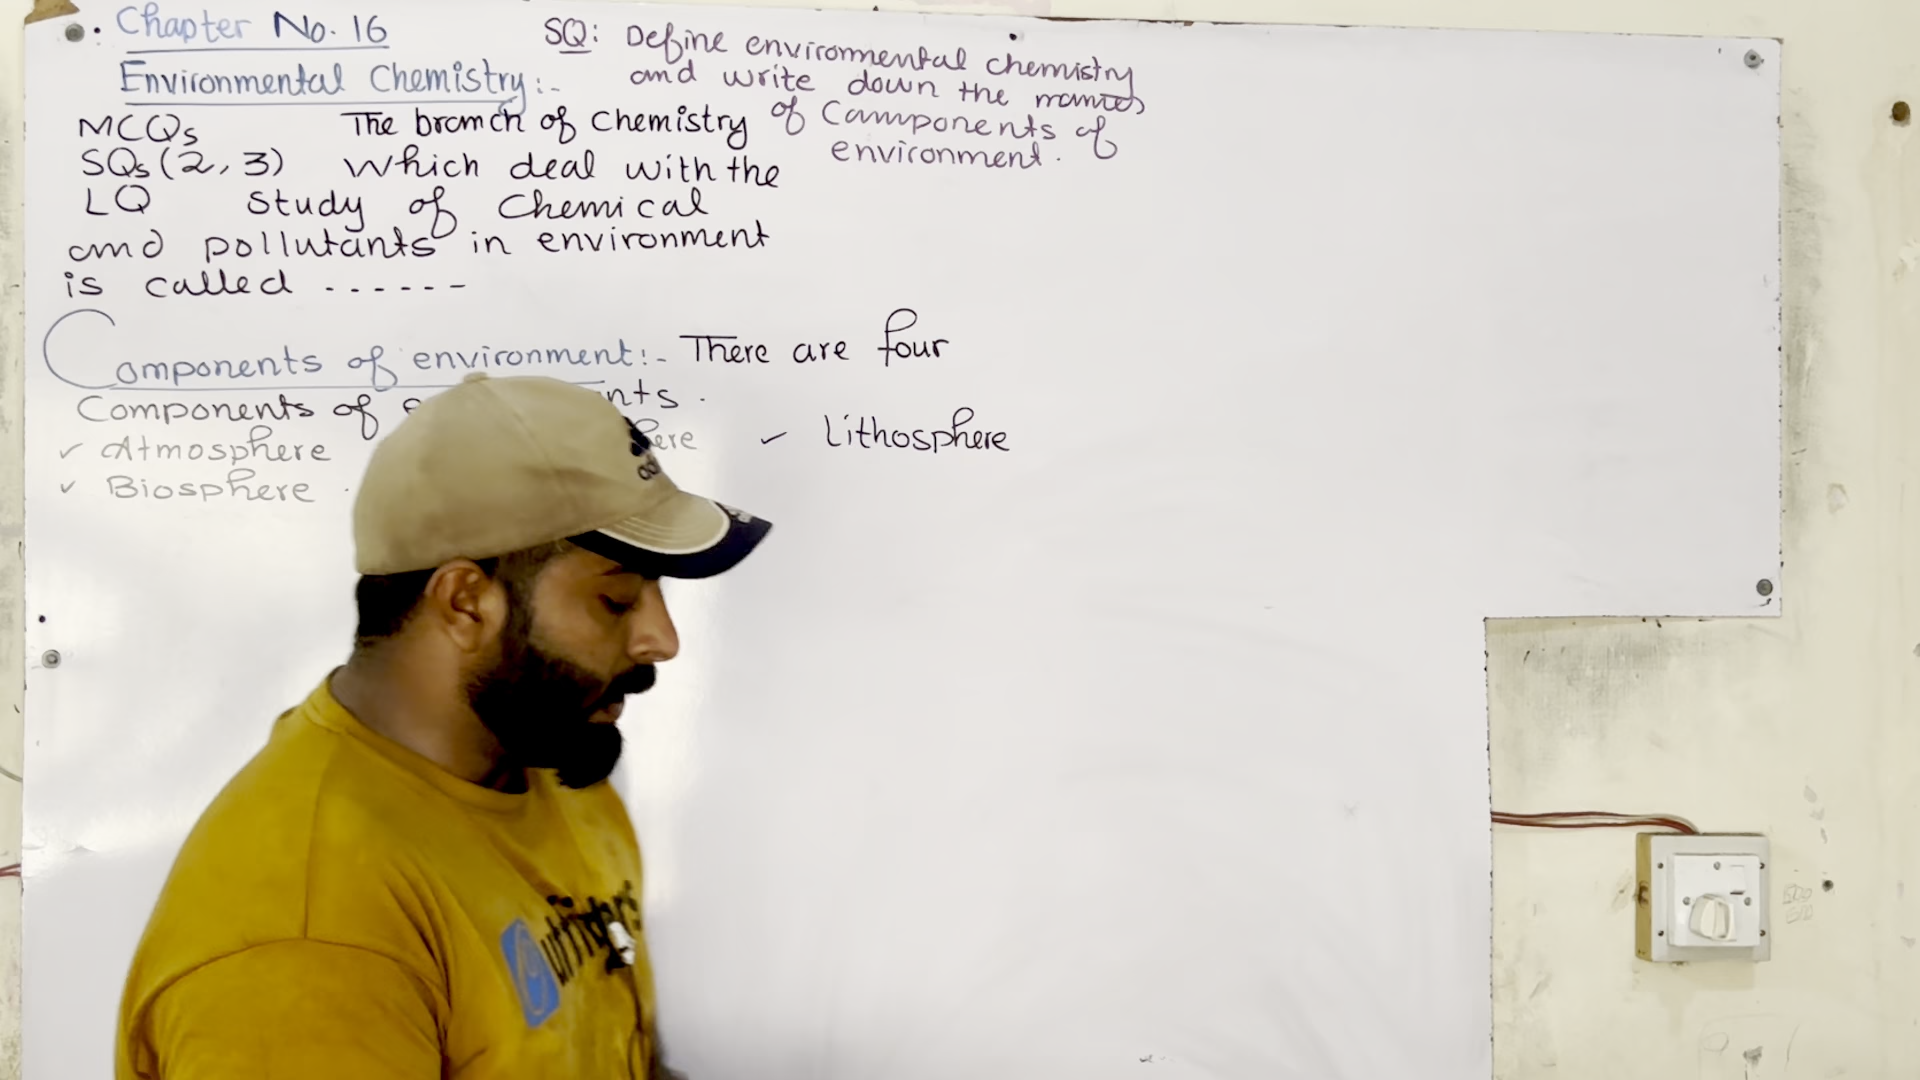 Chapter No. 16
Environmental Chemistry:-
SQ: Define environmental chemistry
and write down the names
of Components of
environment.
MCQs
SQs (2, 3)
LQ
The branch of chemistry
which deal with the
study of chemical
and pollutants in environment
is called ------
Components of environment:- There are four
Components of
✓ Atmosphere
✓ Lithosphere
✓ Biosphere